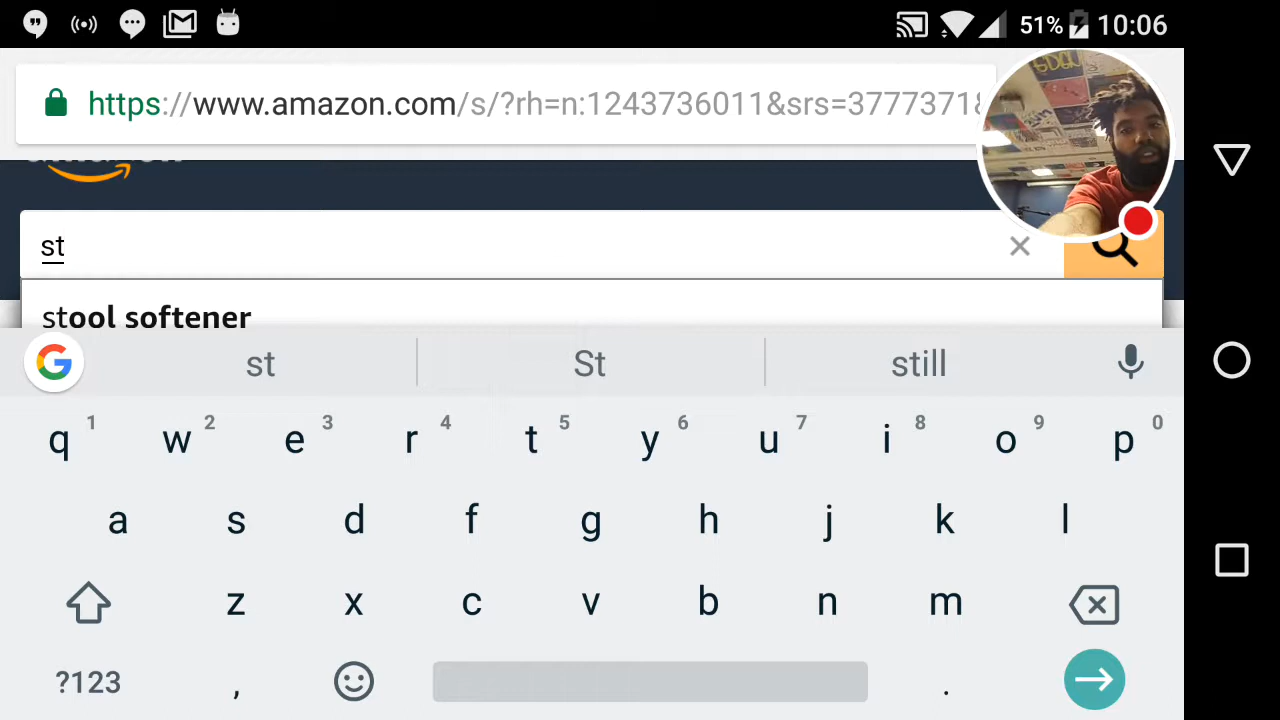 51% 10:06
https://www.amazon.com/s/?rh=n:1243736011&srs=3777371&
st
stool softener
st St still
q 1 w 2 e 3 r 4 t 5 y 6 u 7 i 8 o 9 p 0
a s d f g h j k l
z x c v b n m
?123 , .